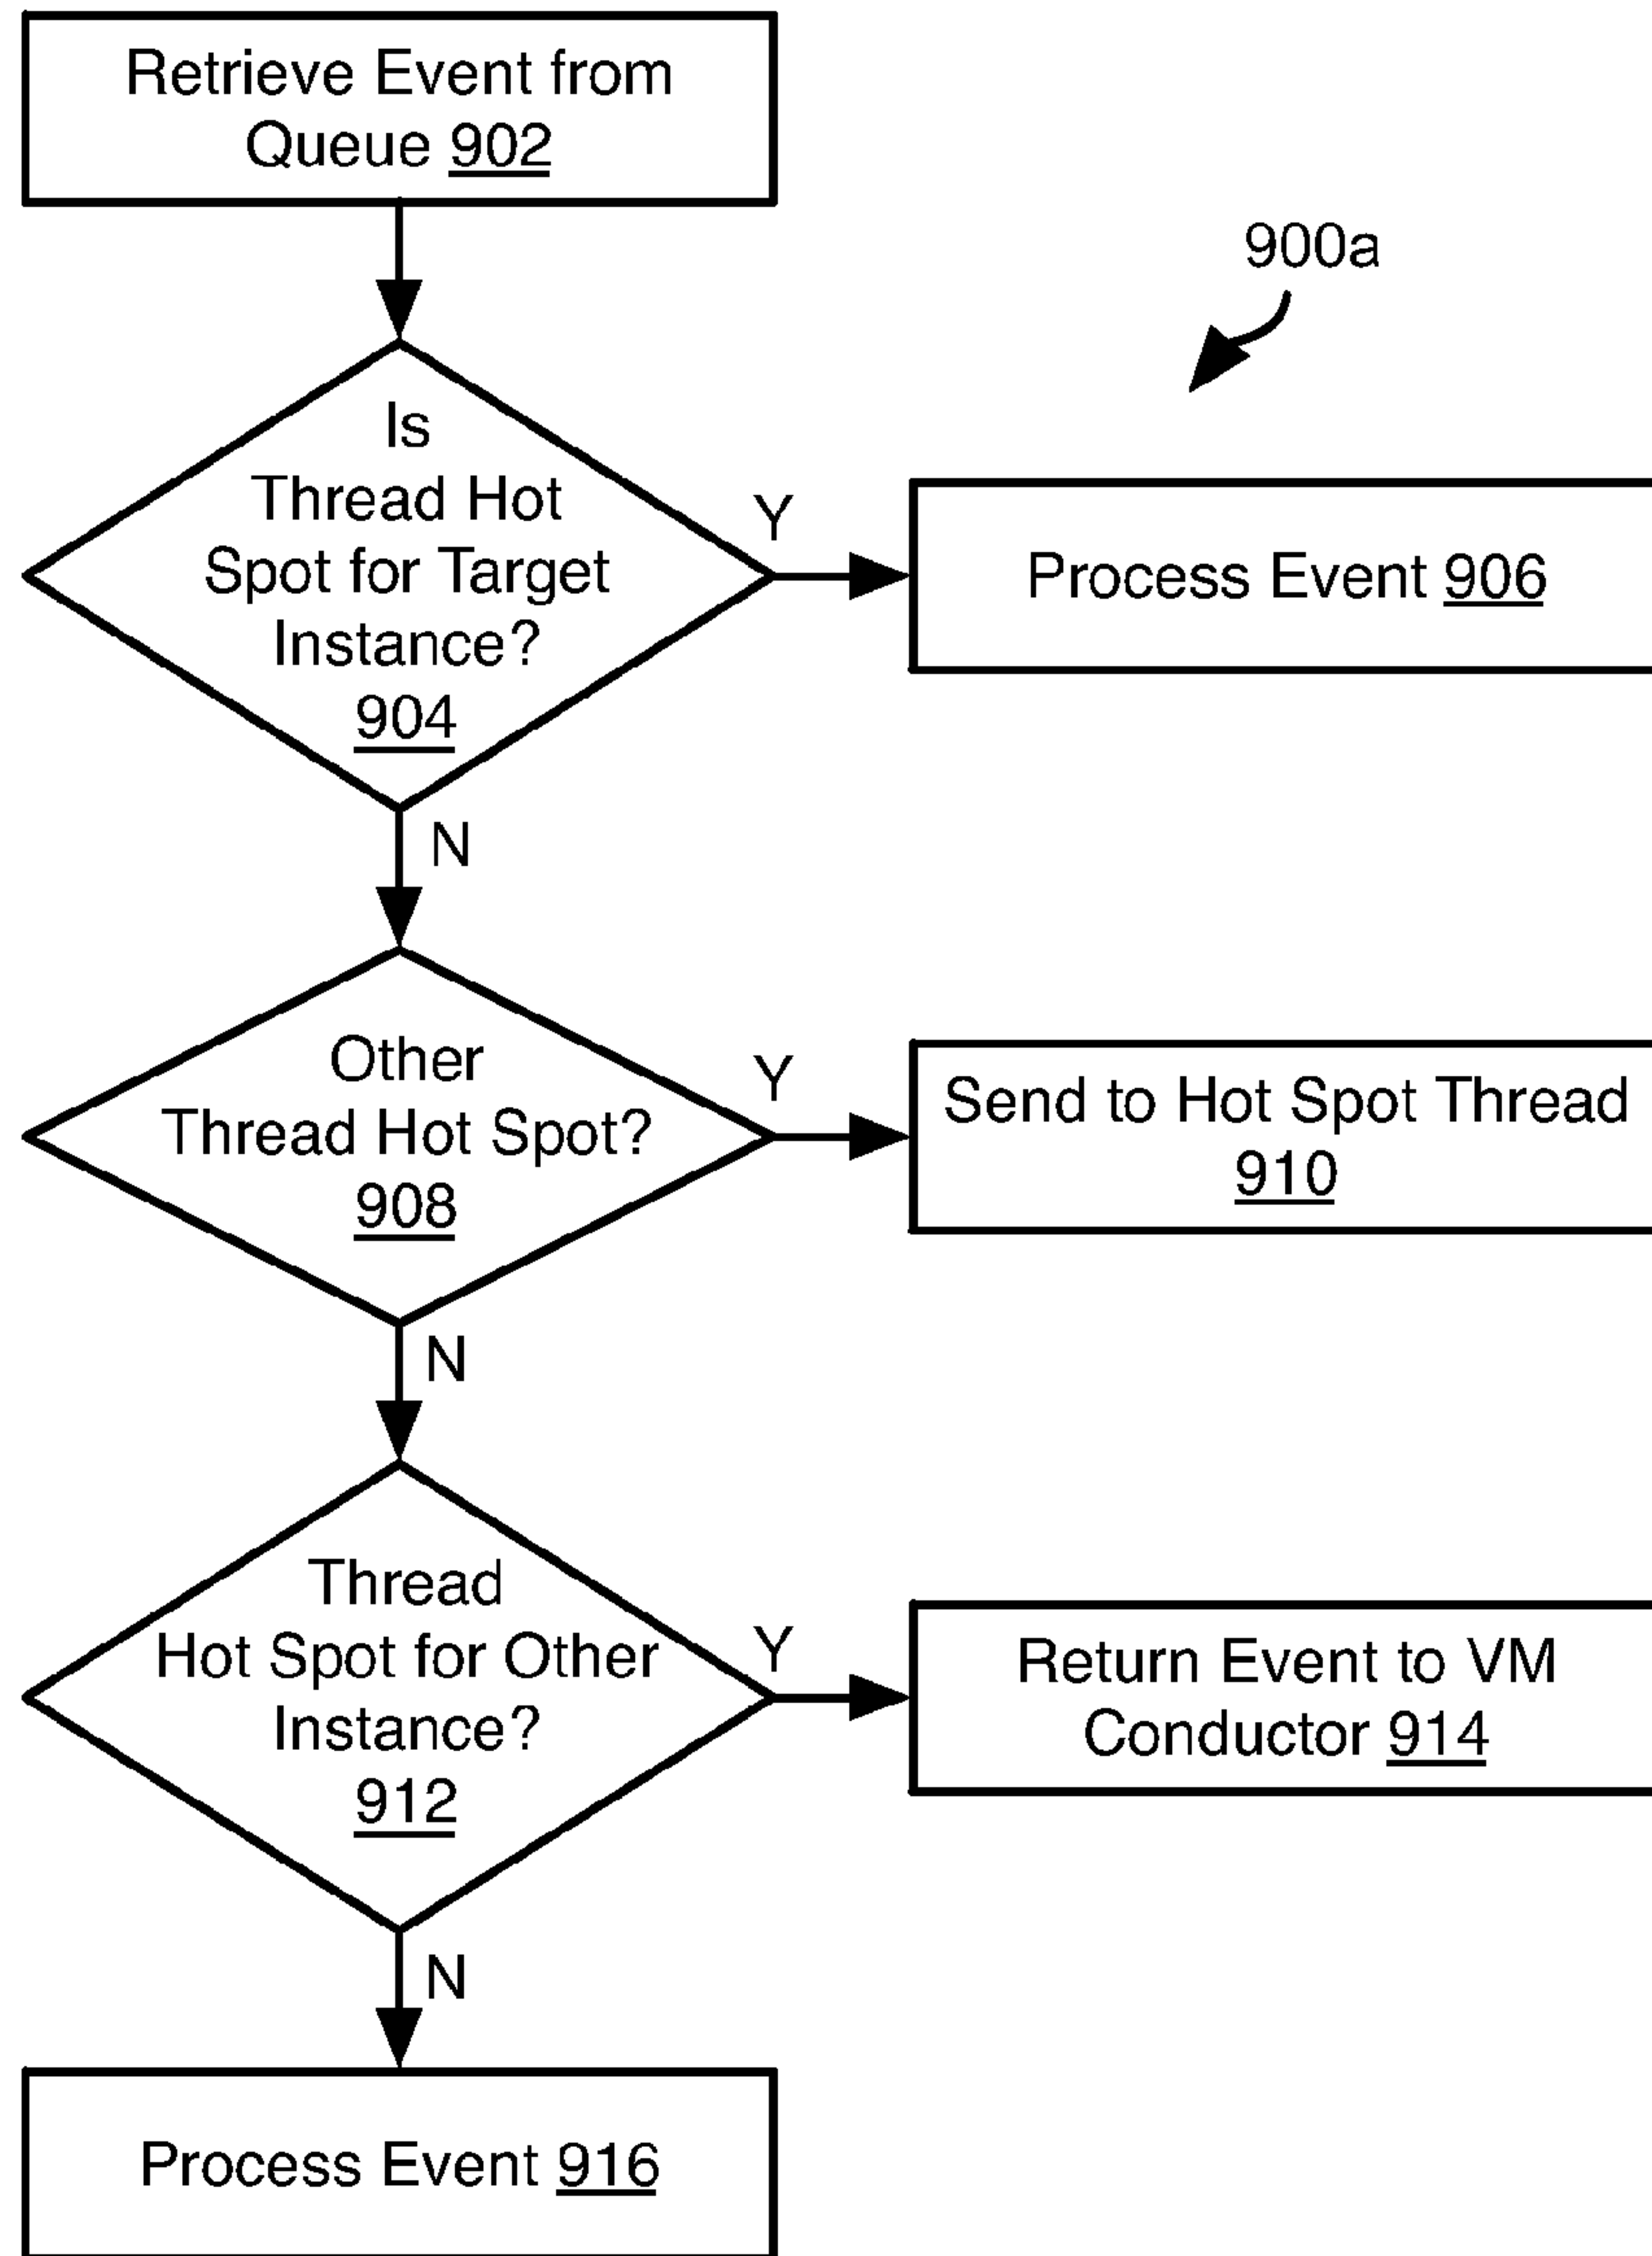 Retrieve Event from
Queue 902
900a
Is
Thread Hot
Spot for Target
Instance?
904
Y
Process Event 906
N
Other
Thread Hot Spot?
908
Y
Send to Hot Spot Thread
910
N
Thread
Hot Spot for Other
Instance?
912
Y
Return Event to VM
Conductor 914
N
Process Event 916